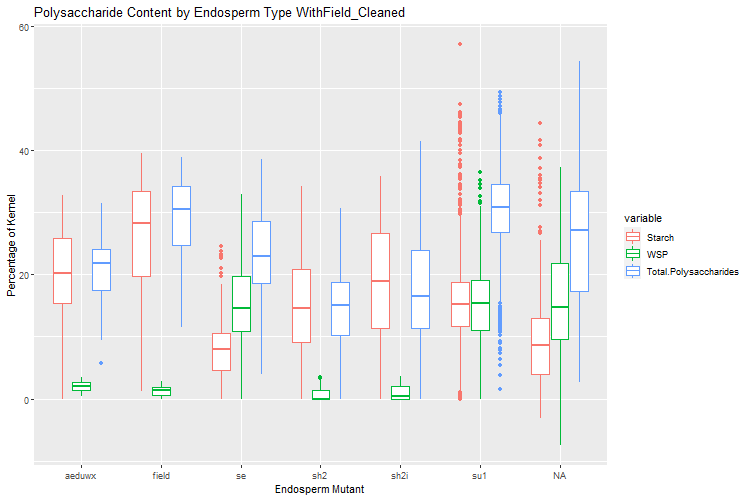 Polysaccharide Content by Endosperm Type WithField_Cleaned
60
40
20
0
Percentage of Kernel
aeduwx field se sh2 sh2i su1 NA
Endosperm Mutant
variable
Starch
WSP
Total.Polysaccharides